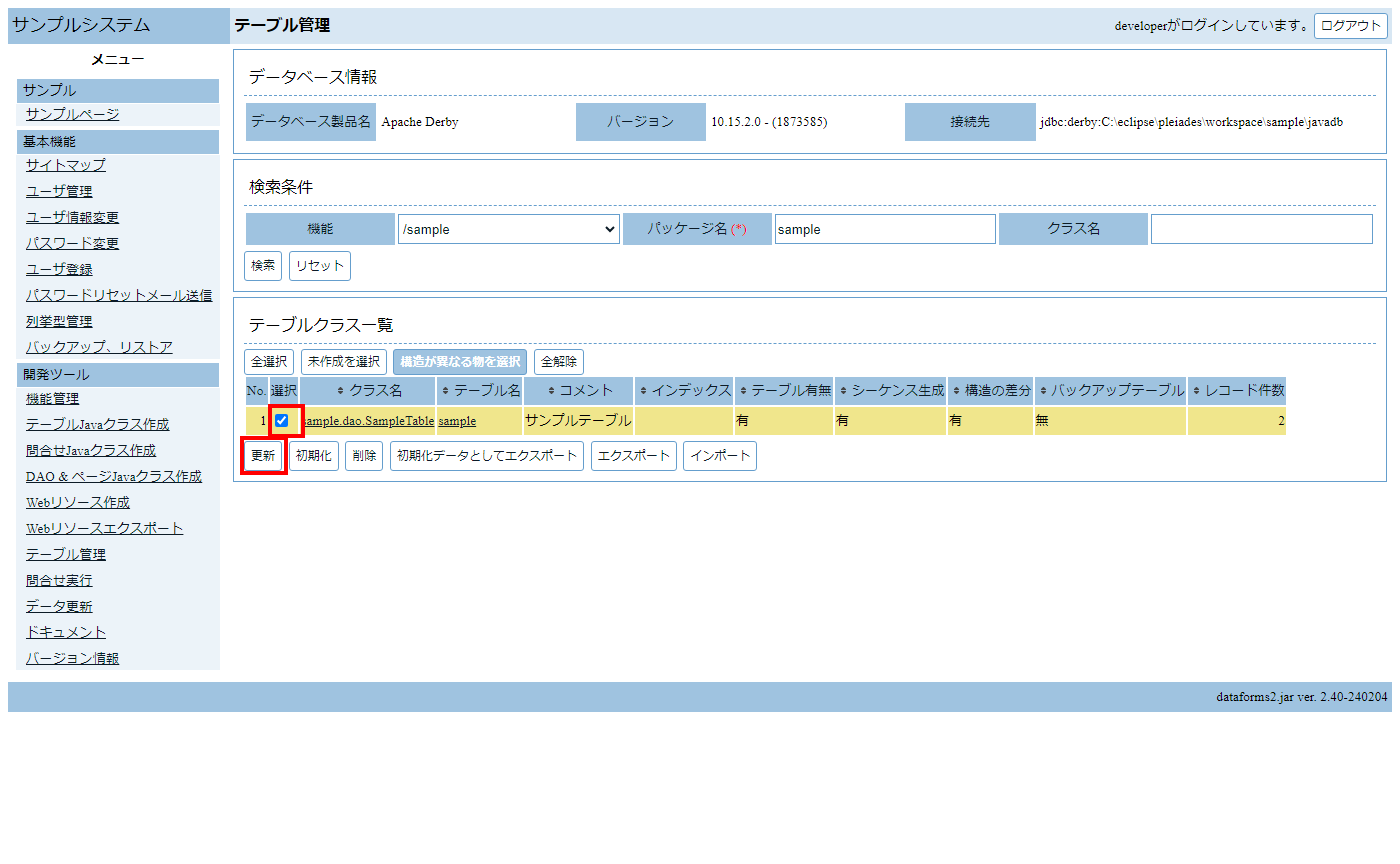 サンプルシステム
テーブル管理
developerがログインしています。 ログアウト
メニュー
サンプル
サンプルページ
基本機能
サイトマップ
ユーザ管理
ユーザ情報変更
パスワード変更
ユーザ登録
パスワードリセットメール送信
列挙型管理
バックアップ、リストア
開発ツール
機能管理
テーブルJavaクラス作成
問合せJavaクラス作成
DAO & ページJavaクラス作成
Webリソース作成
Webリソースエクスポート
テーブル管理
問合せ実行
データ更新
ドキュメント
バージョン情報
データベース情報
データベース製品名 Apache Derby バージョン 10.15.2.0 - (1873585) 接続先 jdbc:derby:C:\eclipse\pleiades\workspace\sample\javadb
検索条件
機能 /sample パッケージ名 (*) sample クラス名
検索 リセット
テーブルクラス一覧
全選択 未作成を選択 構造が異なる物を選択 全解除
No. 選択 クラス名 テーブル名 コメント インデックス テーブル有無 シーケンス生成 構造の差分 バックアップテーブル レコード件数
1 sample.dao.SampleTable sample サンプルテーブル 有 有 有 無 2
更新 初期化 削除 初期化データとしてエクスポート エクスポート インポート
dataforms2.jar ver. 2.40-240204